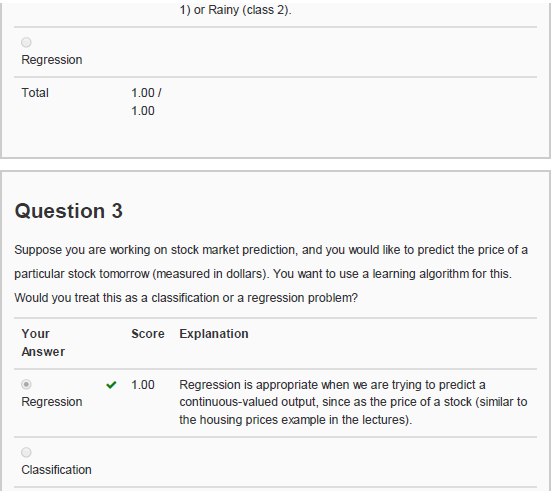 1) or Rainy (class 2).
Regression
Total 1.00 /
1.00
Question 3
Suppose you are working on stock market prediction, and you would like to predict the price of a
particular stock tomorrow (measured in dollars). You want to use a learning algorithm for this.
Would you treat this as a classification or a regression problem?
Your Score Explanation
Answer
1.00 Regression is appropriate when we are trying to predict a
Regression continuous-valued output, since as the price of a stock (similar to
the housing prices example in the lectures).
Classification